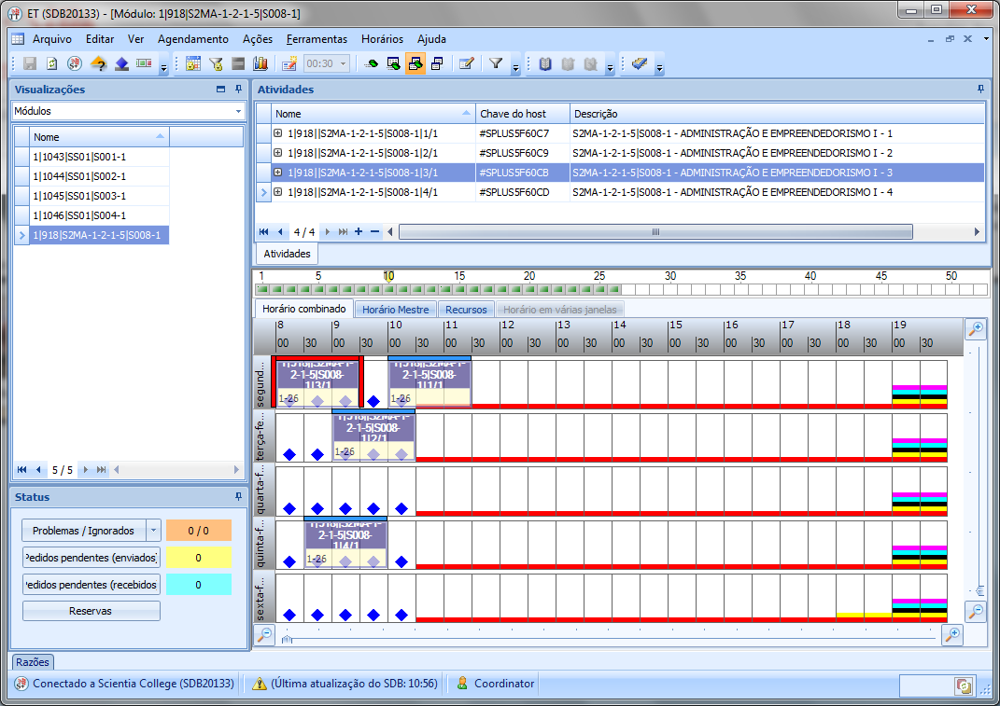 ET (SDB20133) - [Módulo: 1|918|S2MA-1-2-1-5|S008-1]
Arquivo Editar Ver Agendamento Ações Ferramentas Horários Ajuda
00:30
Visualizações
Módulos
Nome
1|1043|SS01|S001-1
1|1044|SS01|S002-1
1|1045|SS01|S003-1
1|1046|SS01|S004-1
1|918|S2MA-1-2-1-5|S008-1
5 / 5
Status
Problemas / Ignorados 0 / 0
Pedidos pendentes (enviados) 0
edidos pendentes (recebidos 0
Reservas
Atividades
Nome Chave do host Descrição
1|918||S2MA-1-2-1-5|S008-1|1/1 #SPLUS5F60C7 S2MA-1-2-1-5|S008-1 - ADMINISTRAÇÃO E EMPREENDEDORISMO I - 1
1|918||S2MA-1-2-1-5|S008-1|2/1 #SPLUS5F60C9 S2MA-1-2-1-5|S008-1 - ADMINISTRAÇÃO E EMPREENDEDORISMO I - 2
1|918||S2MA-1-2-1-5|S008-1|3/1 #SPLUS5F60CB S2MA-1-2-1-5|S008-1 - ADMINISTRAÇÃO E EMPREENDEDORISMO I - 3
1|918||S2MA-1-2-1-5|S008-1|4/1 #SPLUS5F60CD S2MA-1-2-1-5|S008-1 - ADMINISTRAÇÃO E EMPREENDEDORISMO I - 4
4 / 4
Atividades
1 5 10 15 20 25 30 35 40 45 50
Horário combinado Horário Mestre Recursos Horário em várias janelas
8 9 10 11 12 13 14 15 16 17 18 19
00 30 00 30 00 30 00 30 00 30 00 30 00 30 00 30 00 30 00 30 00 30 00 30
segund...
1|918||S2MA-1-
2-1-5|S008-
1|3/1
1-26
1|918||S2MA-1-
2-1-5|S008-
1|1/1
1-26
terça-fe...
1|918||S2MA-1-
2-1-5|S008-
1|2/1
1-26
quarta-f...
quinta-f...
1|918||S2MA-1-
2-1-5|S008-
1|4/1
1-26
sexta-f...
Razões
Conectado a Scientia College (SDB20133) (Última atualização do SDB: 10:56) Coordinator